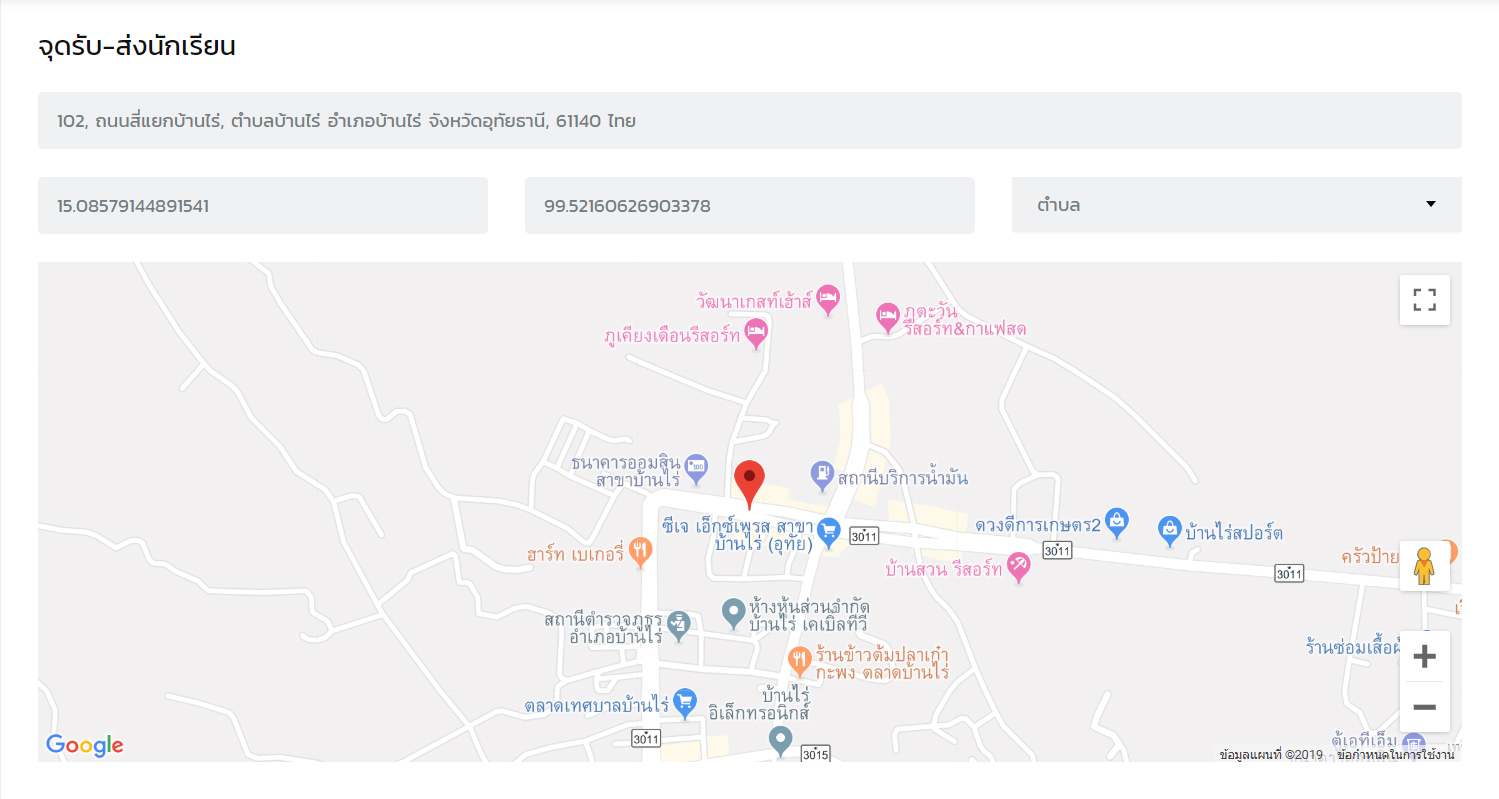 จุดรับ-ส่งนักเรียน
102, ถนนสี่แยกบ้านไร่, ตำบลบ้านไร่ อำเภอบ้านไร่ จังหวัดอุทัยธานี, 61140 ไทย
15.08579144891541
99.52160626903378
ตำบล
วัฒนาเกสท์เฮ้าส์
ภูตะวัน
รีสอร์ท&กาแฟสด
ภูเคียงเดือนรีสอร์ท
ธนาคารออมสิน
สาขาบ้านไร่
สถานีบริการน้ำมัน
ซีเจ เอ็กซ์เพรส สาขา
บ้านไร่ (อุทัย)
3011
ดวงดีการเกษตร2
บ้านไร่สปอร์ต
3011
ฮาร์ท เบเกอรี่
บ้านสวน รีสอร์ท
3011
ครัวป้าย
สถานีตำรวจภูธร
อำเภอบ้านไร่
ห้างหุ้นส่วนจำกัด
บ้านไร่ เคเบิลทีวี
ร้านซ่อมเสื้อผ้
ร้านข้าวต้มปลาเก๋า
กะพง ตลาดบ้านไร่
ตลาดเทศบาลบ้านไร่
บ้านไร่
อิเล็กทรอนิกส์
3011
3015
ตู้เอทีเอ็ม
Google
ข้อมูลแผนที่ ©2019
ข้อกำหนดในการใช้งาน